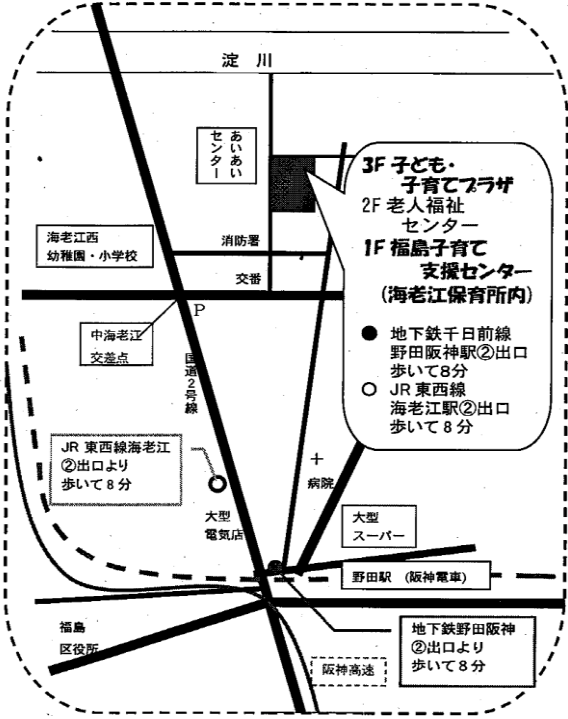 淀 川
あいあい
センター
3F 子ども・
子育てプラザ
2F 老人福祉
センター
1F 福島子育て
支援センター
(海老江保育所内)
● 地下鉄千日前線
野田阪神駅②出口
歩いて8分
○ JR 東西線
海老江駅②出口
歩いて8分
海老江西
幼稚園・小学校
消防署
交番
P
中海老江
交差点
国道2号線
JR 東西線海老江
②出口より
歩いて8分
病院
大型
電気店
大型
スーパー
野田駅 (阪神電車)
福島
区役所
地下鉄野田阪神
②出口より
歩いて8分
阪神高速